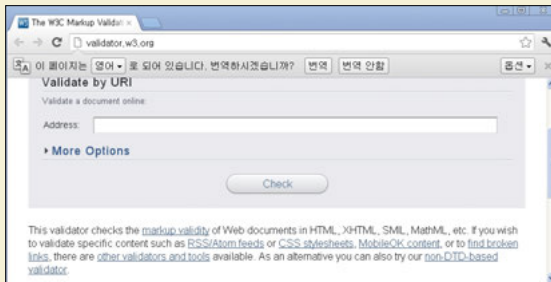 The W3C Markup Validati
validator.w3.org
이 페이지는 영어 로 되어 있습니다. 번역하시겠습니까? 번역 번역 안함 옵션
Validate by URI
Validate a document online:
Address:
More Options
Check
This validator checks the markup validity of Web documents in HTML, XHTML, SMIL, MathML, etc. If you wish
to validate specific content such as RSS/Atom feeds or CSS stylesheets, MobileOK content, or to find broken
links, there are other validators and tools available. As an alternative you can also try our non-DTD-based
validator.